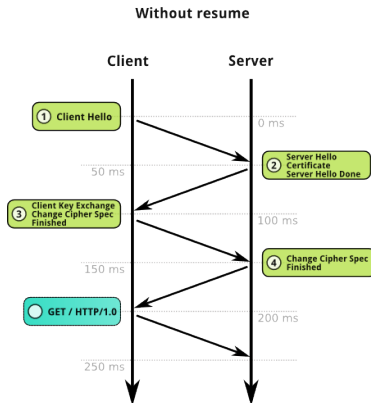 Without resume
Client
Server
1 Client Hello
0 ms
2 Server Hello
Certificate
Server Hello Done
50 ms
3 Client Key Exchange
Change Cipher Spec
Finished
100 ms
4 Change Cipher Spec
Finished
150 ms
GET / HTTP/1.0
200 ms
250 ms